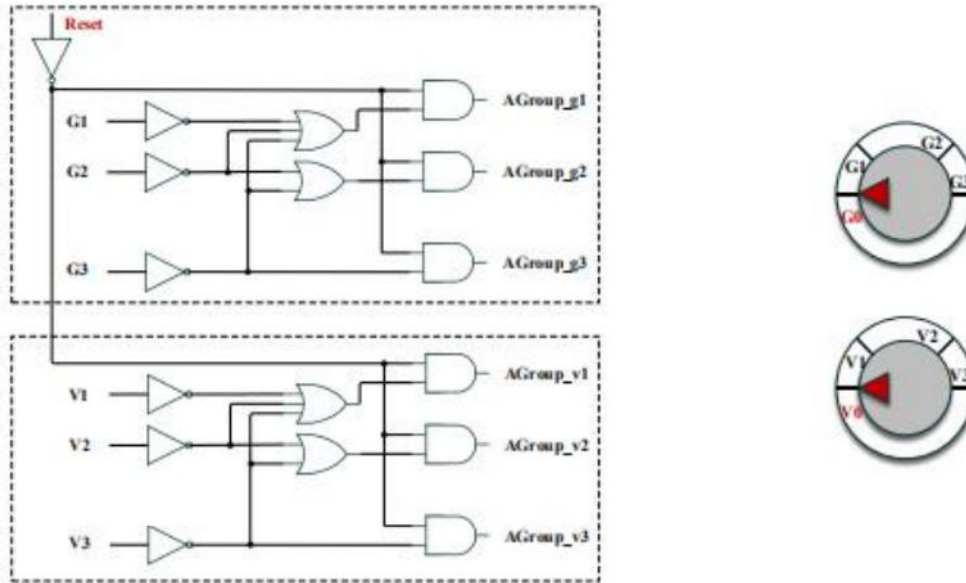 Reset
G1
G2
G3
AGroup_g1
AGroup_g2
AGroup_g3
V1
V2
V3
AGroup_v1
AGroup_v2
AGroup_v3
G2
G1
G0
V2
V1
V0